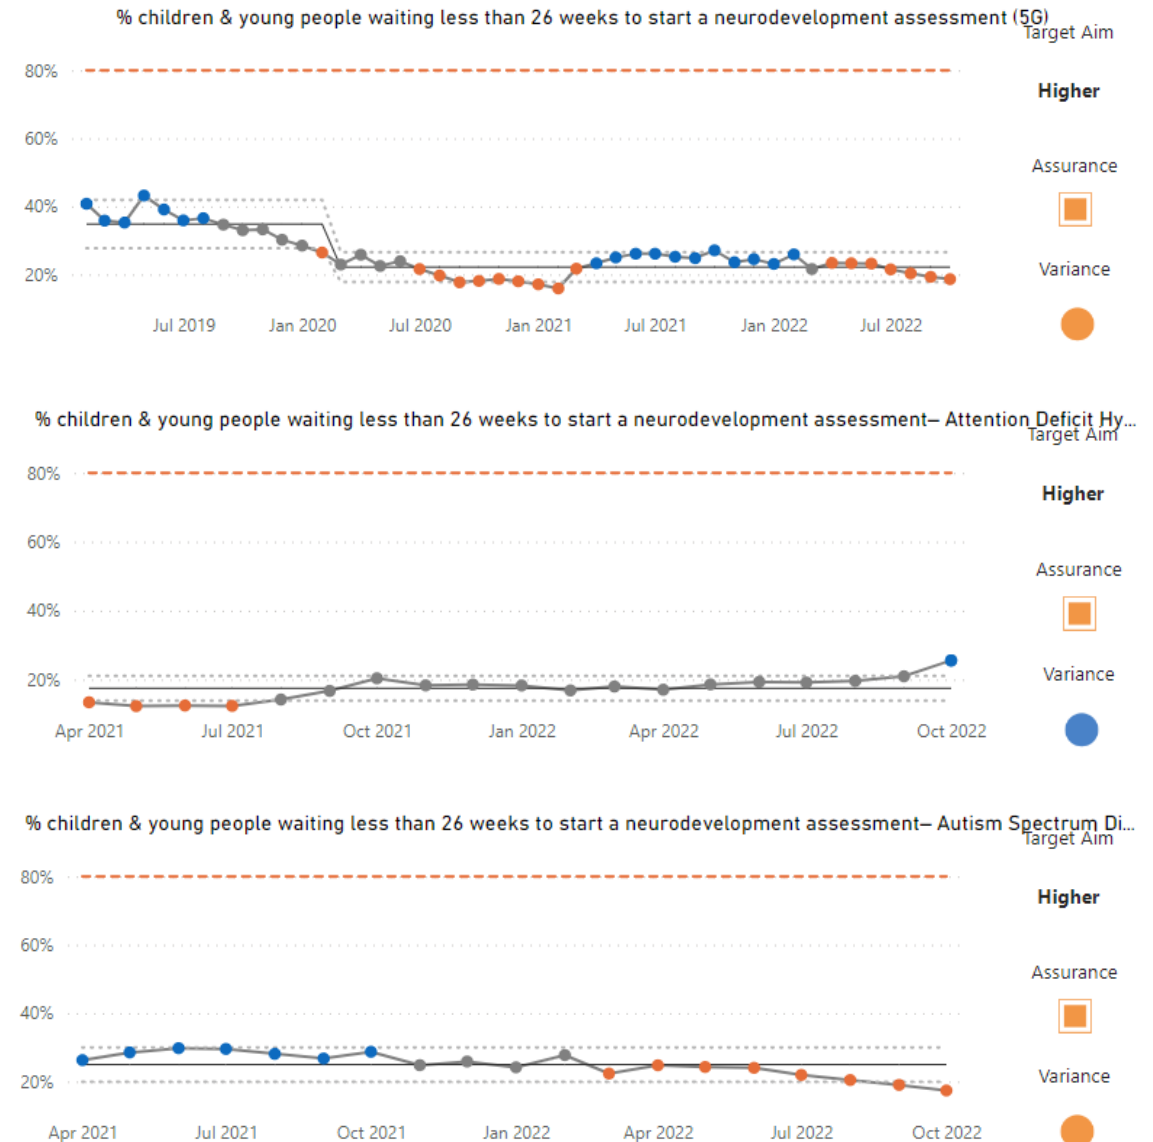 % children & young people waiting less than 26 weeks to start a neurodevelopment assessment (5G)
Target Aim
80%
Higher
60%
Assurance
40%
Variance
20%
Jul 2019 Jan 2020 Jul 2020 Jan 2021 Jul 2021 Jan 2022 Jul 2022
% children & young people waiting less than 26 weeks to start a neurodevelopment assessment– Attention Deficit Hy...
Target Aim
80%
Higher
60%
Assurance
40%
Variance
20%
Apr 2021 Jul 2021 Oct 2021 Jan 2022 Apr 2022 Jul 2022 Oct 2022
% children & young people waiting less than 26 weeks to start a neurodevelopment assessment– Autism Spectrum Di...
Target Aim
80%
Higher
60%
Assurance
40%
Variance
20%
Apr 2021 Jul 2021 Oct 2021 Jan 2022 Apr 2022 Jul 2022 Oct 2022